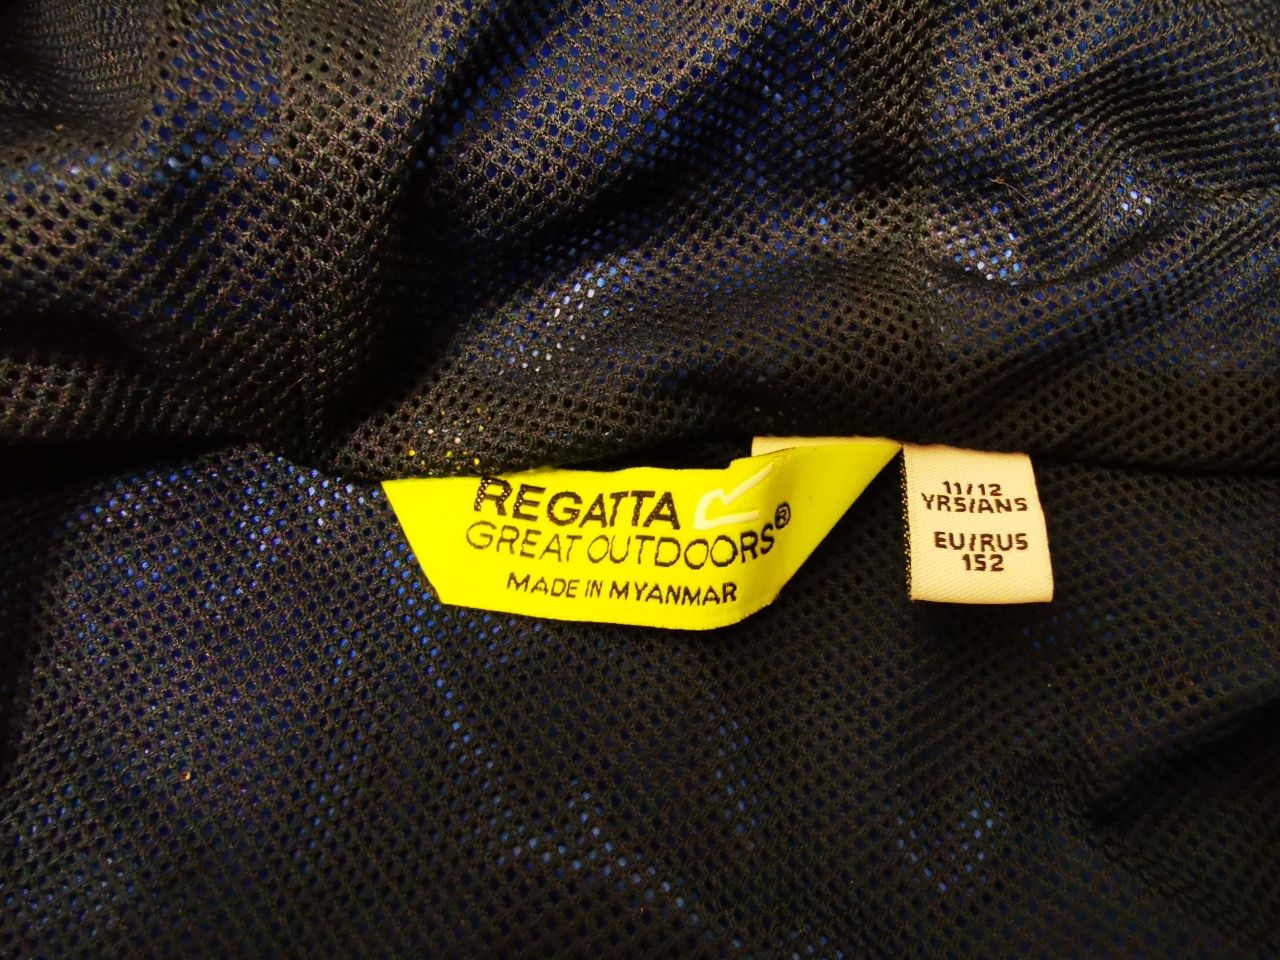 REGATTA
GREAT OUTDOORS®
MADE IN MYANMAR
11/12
YRS/ANS
EU/RUS
152